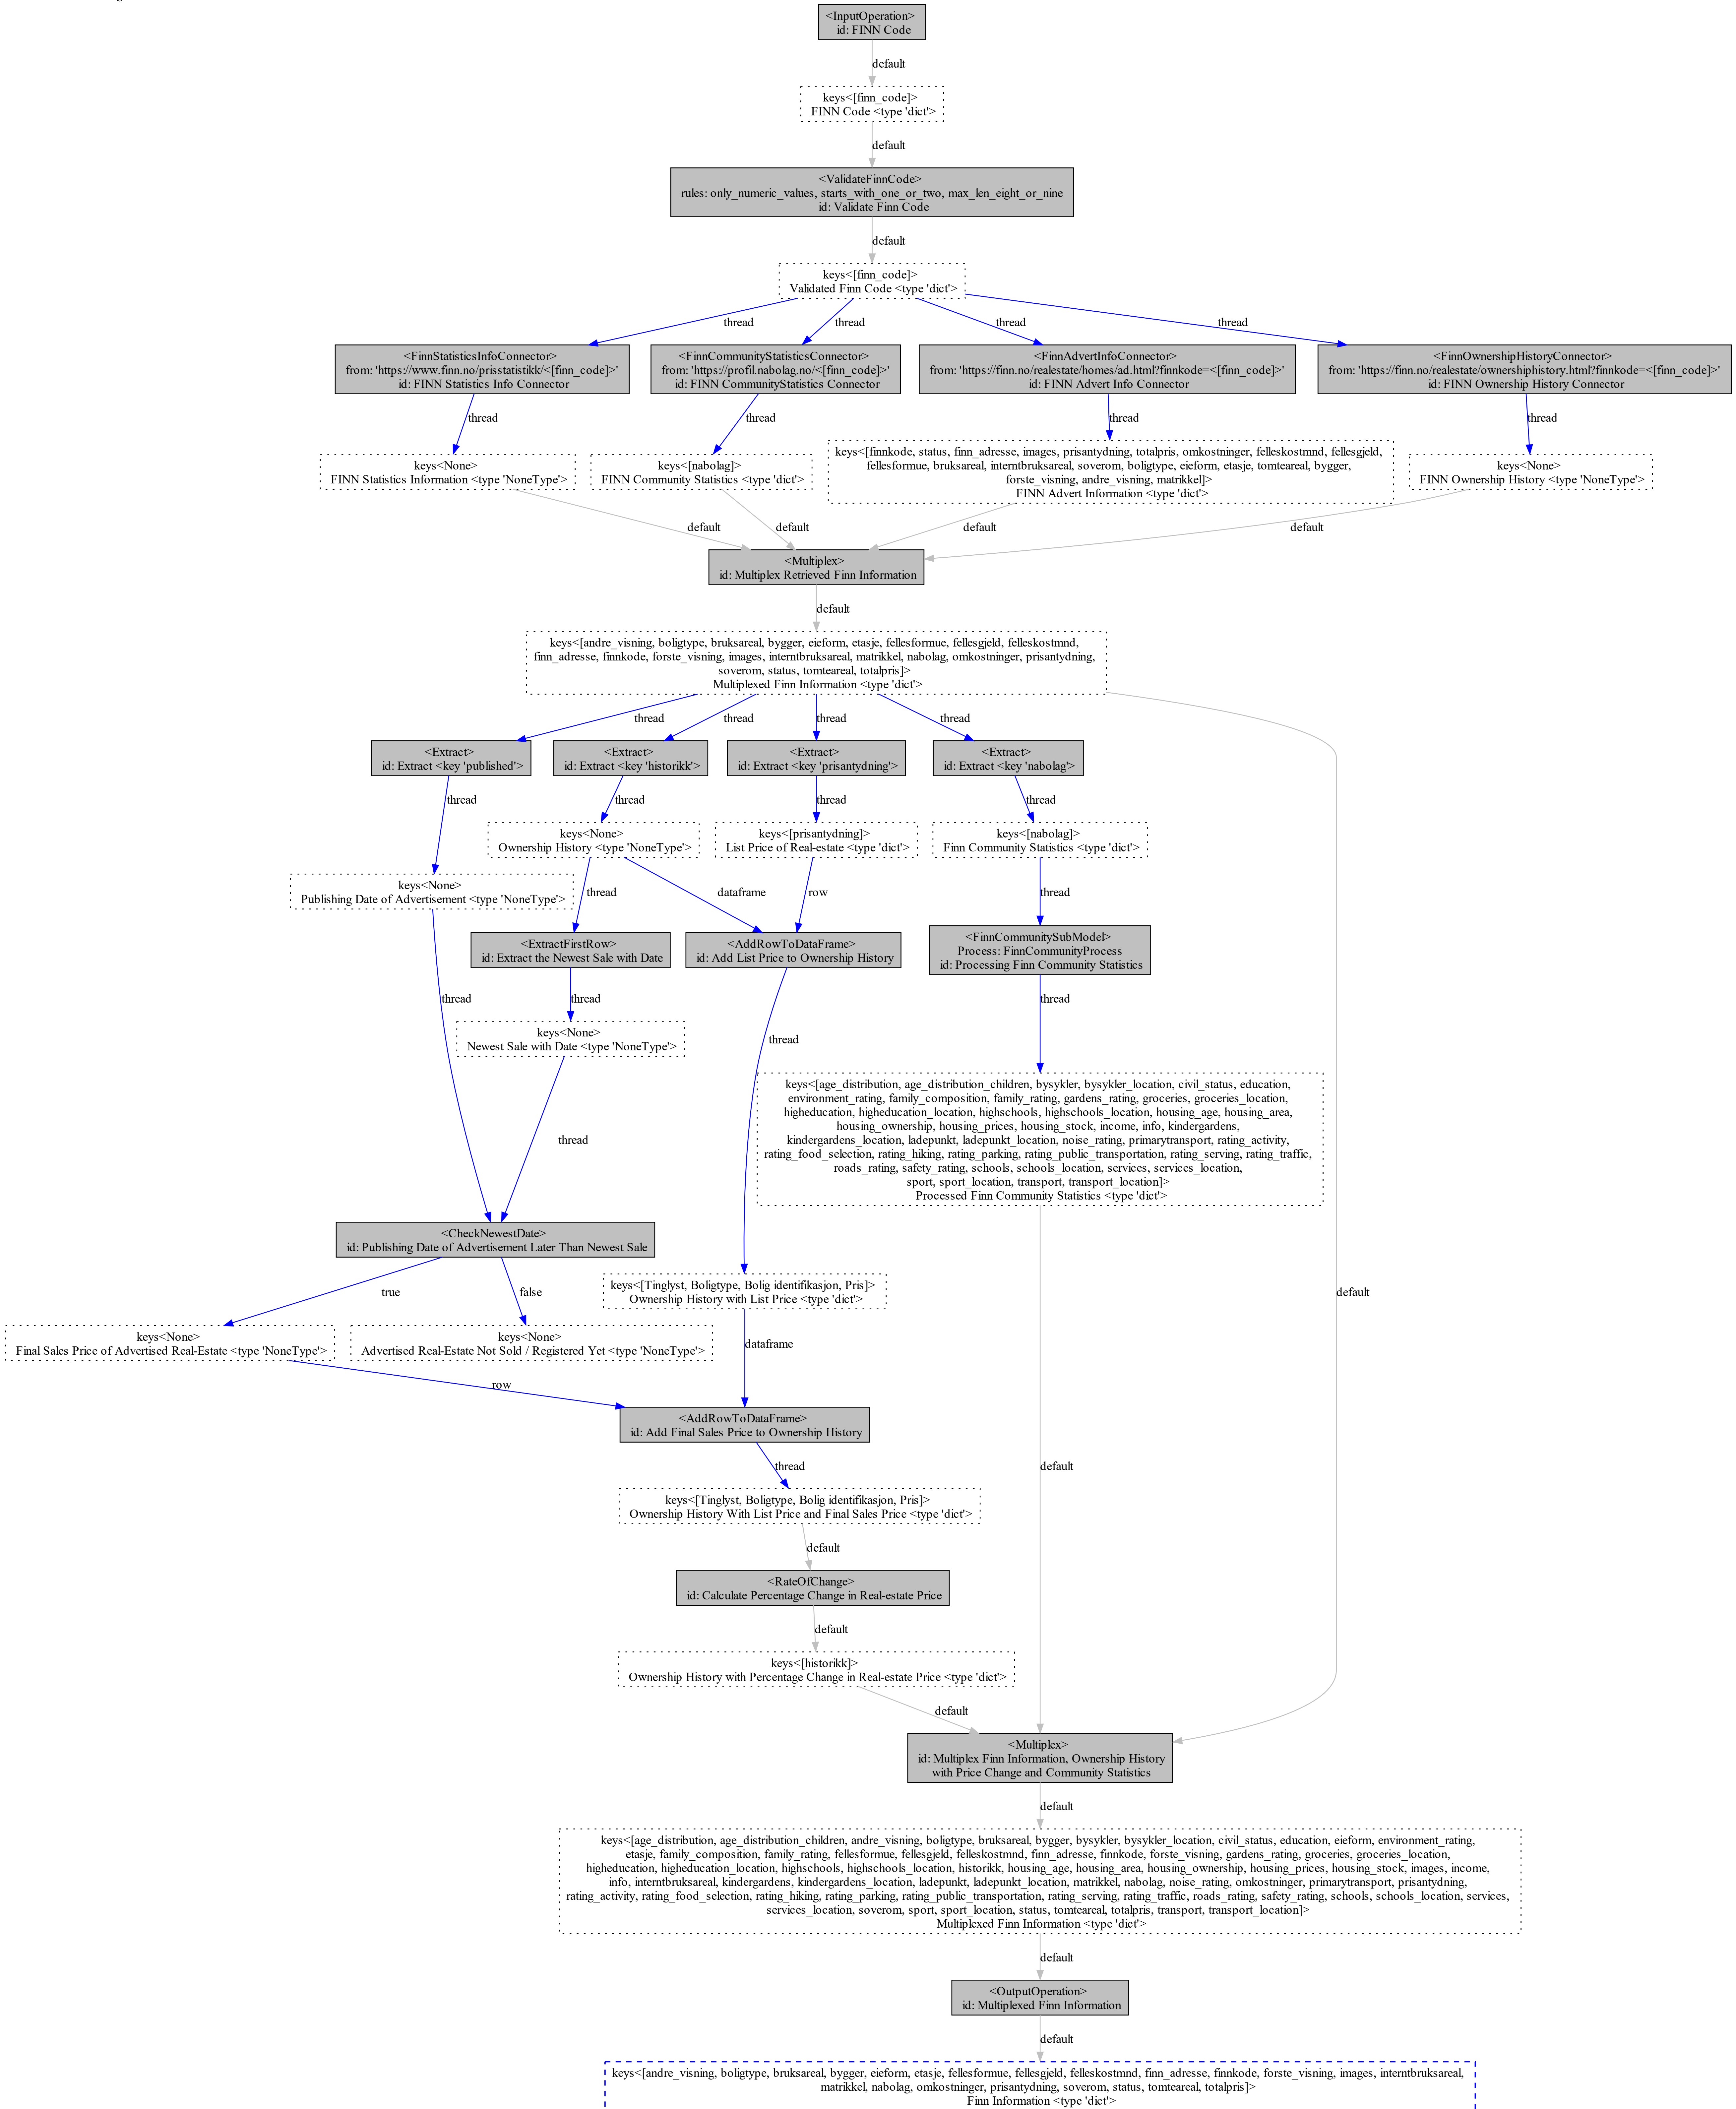 <InputOperation>
id: FINN Code
default
keys<[finn_code]>
FINN Code <type 'dict'>
default
<ValidateFinnCode>
rules: only_numeric_values, starts_with_one_or_two, max_len_eight_or_nine
id: Validate Finn Code
default
keys<[finn_code]>
Validated Finn Code <type 'dict'>
thread
thread
thread
thread
<FinnStatisticsInfoConnector>
from: 'https://www.finn.no/prisstatistikk/<[finn_code]>'
id: FINN Statistics Info Connector
<FinnCommunityStatisticsConnector>
from: 'https://profil.nabolag.no/<[finn_code]>'
id: FINN CommunityStatistics Connector
<FinnAdvertInfoConnector>
from: 'https://finn.no/realestate/homes/ad.html?finnkode=<[finn_code]>'
id: FINN Advert Info Connector
<FinnOwnershipHistoryConnector>
from: 'https://finn.no/realestate/ownershiphistory.html?finnkode=<[finn_code]>'
id: FINN Ownership History Connector
thread
thread
thread
thread
keys<None>
FINN Statistics Information <type 'NoneType'>
keys<[nabolag]>
FINN Community Statistics <type 'dict'>
keys<[finnkode, status, finn_adresse, images, prisantydning, totalpris, omkostninger, felleskostmnd, fellesgjeld,
fellesformue, bruksareal, interntbruksareal, soverom, boligtype, eieform, etasje, tomteareal, bygger,
forste_visning, andre_visning, matrikkel]>
FINN Advert Information <type 'dict'>
keys<None>
FINN Ownership History <type 'NoneType'>
default
default
default
default
<Multiplex>
id: Multiplex Retrieved Finn Information
default
keys<[andre_visning, boligtype, bruksareal, bygger, eieform, etasje, fellesformue, fellesgjeld, felleskostmnd,
finn_adresse, finnkode, forste_visning, images, interntbruksareal, matrikkel, nabolag, omkostninger, prisantydning,
soverom, status, tomteareal, totalpris]>
Multiplexed Finn Information <type 'dict'>
thread
thread
thread
thread
<Extract>
id: Extract <key 'published'>
<Extract>
id: Extract <key 'historikk'>
<Extract>
id: Extract <key 'prisantydning'>
<Extract>
id: Extract <key 'nabolag'>
thread
thread
thread
thread
keys<None>
Ownership History <type 'NoneType'>
keys<[prisantydning]>
List Price of Real-estate <type 'dict'>
keys<[nabolag]>
Finn Community Statistics <type 'dict'>
keys<None>
Publishing Date of Advertisement <type 'NoneType'>
thread
dataframe
row
thread
<ExtractFirstRow>
id: Extract the Newest Sale with Date
<AddRowToDataFrame>
id: Add List Price to Ownership History
<FinnCommunitySubModel>
Process: FinnCommunityProcess
id: Processing Finn Community Statistics
thread
thread
thread
keys<None>
Newest Sale with Date <type 'NoneType'>
thread
keys<[age_distribution, age_distribution_children, bysykler, bysykler_location, civil_status, education,
environment_rating, family_composition, family_rating, gardens_rating, groceries, groceries_location,
higheducation, higheducation_location, highschools, highschools_location, housing_age, housing_area,
housing_ownership, housing_prices, housing_stock, income, info, kindergardens,
kindergardens_location, ladepunkt, ladepunkt_location, noise_rating, primarytransport, rating_activity,
rating_food_selection, rating_hiking, rating_parking, rating_public_transportation, rating_serving, rating_traffic,
roads_rating, safety_rating, schools, schools_location, services, services_location,
sport, sport_location, transport, transport_location]>
Processed Finn Community Statistics <type 'dict'>
thread
<CheckNewestDate>
id: Publishing Date of Advertisement Later Than Newest Sale
true
false
keys<[Tinglyst, Boligtype, Bolig identifikasjon, Pris]>
Ownership History with List Price <type 'dict'>
default
keys<None>
Final Sales Price of Advertised Real-Estate <type 'NoneType'>
keys<None>
Advertised Real-Estate Not Sold / Registered Yet <type 'NoneType'>
dataframe
row
<AddRowToDataFrame>
id: Add Final Sales Price to Ownership History
thread
default
keys<[Tinglyst, Boligtype, Bolig identifikasjon, Pris]>
Ownership History With List Price and Final Sales Price <type 'dict'>
default
<RateOfChange>
id: Calculate Percentage Change in Real-estate Price
default
keys<[historikk]>
Ownership History with Percentage Change in Real-estate Price <type 'dict'>
default
<Multiplex>
id: Multiplex Finn Information, Ownership History
with Price Change and Community Statistics
default
keys<[age_distribution, age_distribution_children, andre_visning, boligtype, bruksareal, bygger, bysykler, bysykler_location, civil_status, education, eieform, environment_rating,
etasje, family_composition, family_rating, fellesformue, fellesgjeld, felleskostmnd, finn_adresse, finnkode, forste_visning, gardens_rating, groceries, groceries_location,
higheducation, higheducation_location, highschools, highschools_location, historikk, housing_age, housing_area, housing_ownership, housing_prices, housing_stock, images, income,
info, interntbruksareal, kindergardens, kindergardens_location, ladepunkt, ladepunkt_location, matrikkel, nabolag, noise_rating, omkostninger, primarytransport, prisantydning,
rating_activity, rating_food_selection, rating_hiking, rating_parking, rating_public_transportation, rating_serving, rating_traffic, roads_rating, safety_rating, schools, schools_location, services,
services_location, soverom, sport, sport_location, status, tomteareal, totalpris, transport, transport_location]>
Multiplexed Finn Information <type 'dict'>
default
<OutputOperation>
id: Multiplexed Finn Information
default
keys<[andre_visning, boligtype, bruksareal, bygger, eieform, etasje, fellesformue, fellesgjeld, felleskostmnd, finn_adresse, finnkode, forste_visning, images, interntbruksareal,
matrikkel, nabolag, omkostninger, prisantydning, soverom, status, tomteareal, totalpris]>
Finn Information <type 'dict'>